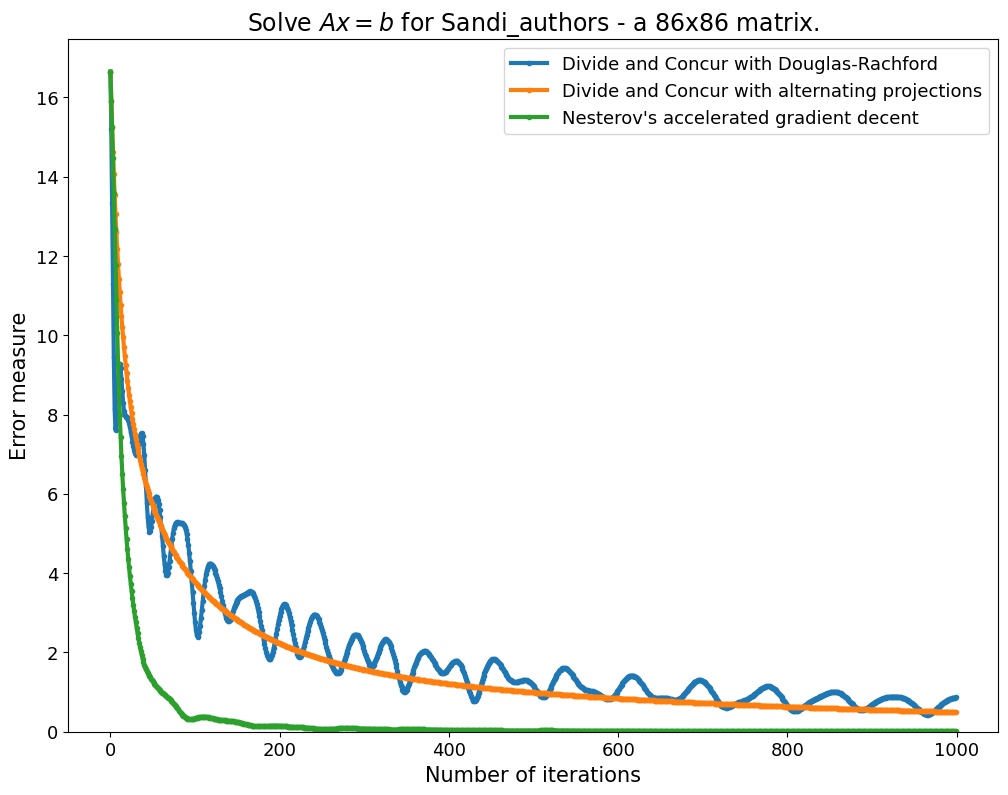 Solve Ax = b for Sandi_authors - a 86x86 matrix.
Divide and Concur with Douglas-Rachford
Divide and Concur with alternating projections
Nesterov's accelerated gradient decent
Error measure
16
14
12
10
8
6
4
2
0
0 200 400 600 800 1000
Number of iterations